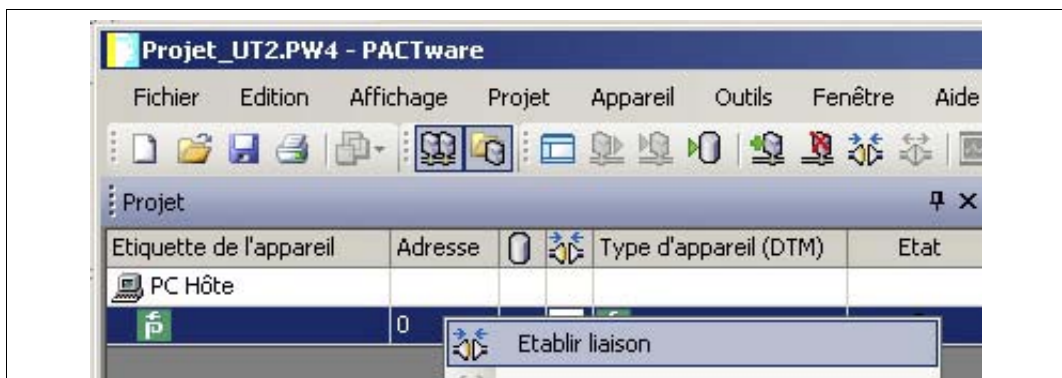 Projet_UT2.PW4 - PACTware
Fichier Edition Affichage Projet Appareil Outils Fenêtre Aide
Projet
Etiquette de l'appareil Adresse Type d'appareil (DTM) Etat
PC Hôte
0
Etablir liaison